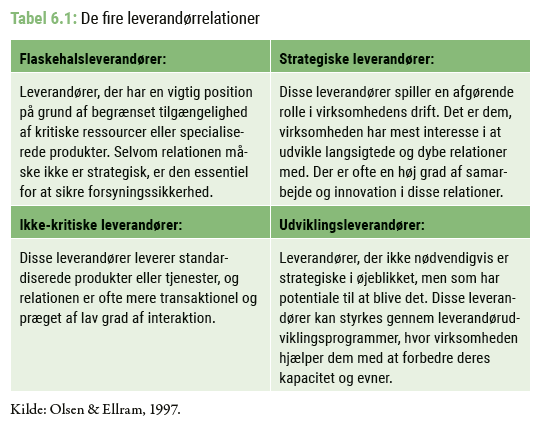 Tabel 6.1: De fire leverandørrelationer
Flaskehalsleverandører:
Leverandører, der har en vigtig position
på grund af begrænset tilgængelighed
af kritiske ressourcer eller specialise-
rede produkter. Selvom relationen må-
ske ikke er strategisk, er den essentiel
for at sikre forsyningssikkerhed.
Strategiske leverandører:
Disse leverandører spiller en afgørende
rolle i virksomhedens drift. Det er dem,
virksomheden har mest interesse i at
udvikle langsigtede og dybe relationer
med. Der er ofte en høj grad af samar-
bejde og innovation i disse relationer.
Ikke-kritiske leverandører:
Disse leverandører leverer standar-
diserede produkter eller tjenester, og
relationen er ofte mere transaktionel og
præget af lav grad af interaktion.
Udviklingsleverandører:
Leverandører, der ikke nødvendigvis er
strategiske i øjeblikket, men som har
potentiale til at blive det. Disse leveran-
dører kan styrkes gennem leverandørud-
viklingsprogrammer, hvor virksomheden
hjælper dem med at forbedre deres
kapacitet og evner.
Kilde: Olsen & Ellram, 1997.